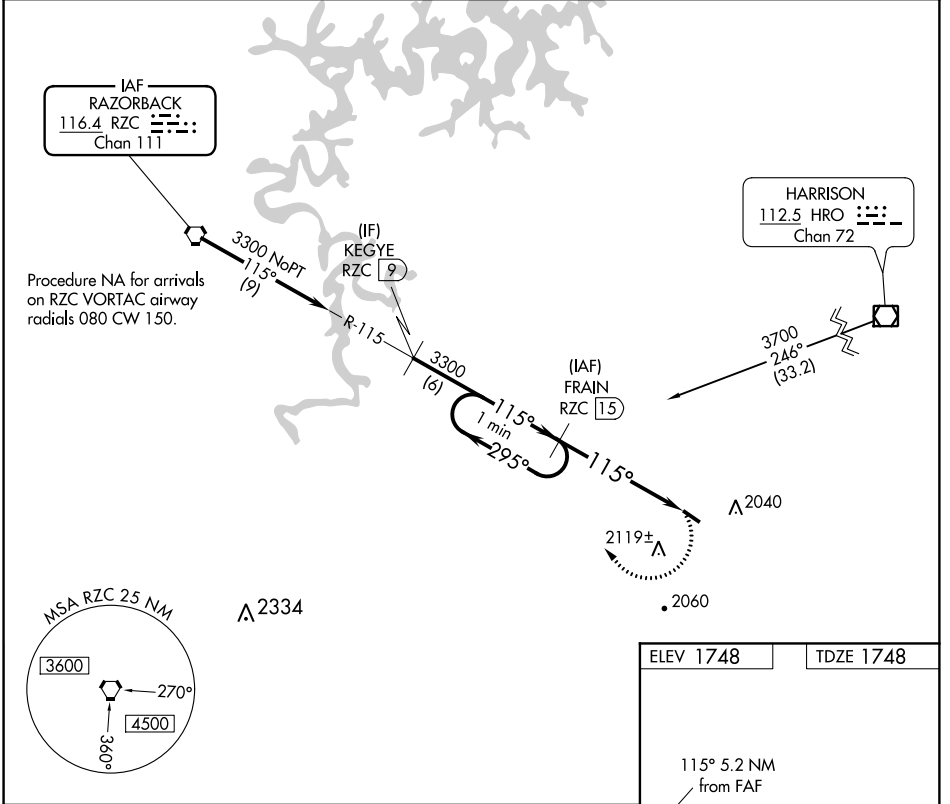 IAF
RAZORBACK
116.4 RZC
Chan 111
HARRISON
112.5 HRO
Chan 72
3300 NoPT
115°
(9)
(IF)
KEGYE
RZC 9
Procedure NA for arrivals
on RZC VORTAC airway
radials 080 CW 150.
R-115
3300
(6)
3700
246°
(33.2)
(IAF)
FRAIN
RZC 15
115°
1 min
295°
115°
2040
2119±
2060
2334
MSA RZC 25 NM
3600
270°
4500
360°
ELEV 1748
TDZE 1748
115° 5.2 NM
from FAF